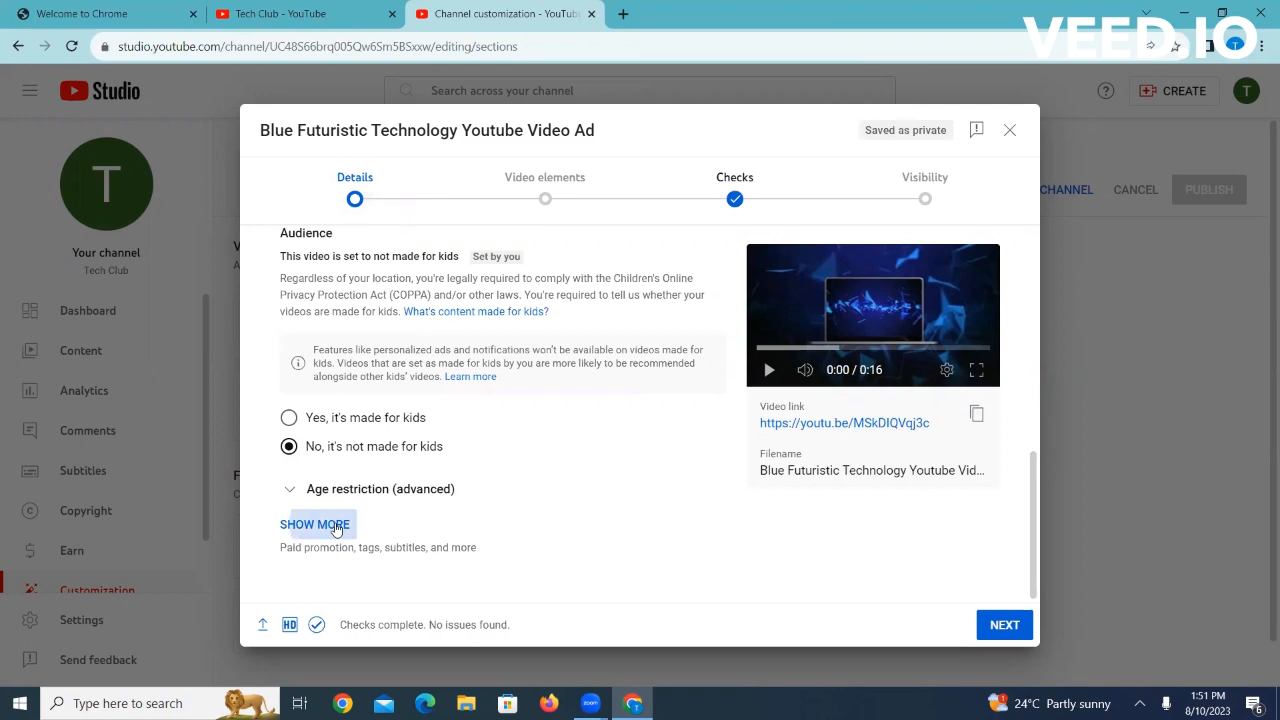 Welcome to Chrome
Tech Club - YouTube
Channel customization - YouTube
studio.youtube.com/channel/UC48S66brq005Qw6Sm5BSxxw/editing/sections
VEED.IO
Studio
Search across your channel
CREATE
T
T
Your channel
Tech Club
Dashboard
Content
Analytics
Comments
Subtitles
Copyright
Earn
Customization
Settings
Send feedback
CHANNEL
CANCEL
PUBLISH
Blue Futuristic Technology Youtube Video Ad
Saved as private
Details
Video elements
Checks
Visibility
Audience
This video is set to not made for kids
Set by you
Regardless of your location, you're legally required to comply with the Children's Online
Privacy Protection Act (COPPA) and/or other laws. You're required to tell us whether your
videos are made for kids. What's content made for kids?
Features like personalized ads and notifications won't be available on videos made for
kids. Videos that are set as made for kids by you are more likely to be recommended
alongside other kids' videos. Learn more
Yes, it's made for kids
No, it's not made for kids
Age restriction (advanced)
SHOW MORE
Paid promotion, tags, subtitles, and more
0:00 / 0:16
Video link
https://youtu.be/MSkDIQVqj3c
Filename
Blue Futuristic Technology Youtube Vid...
HD
Checks complete. No issues found.
NEXT
Type here to search
zoom
T
24°C Partly sunny
1:51 PM
8/10/2023
6